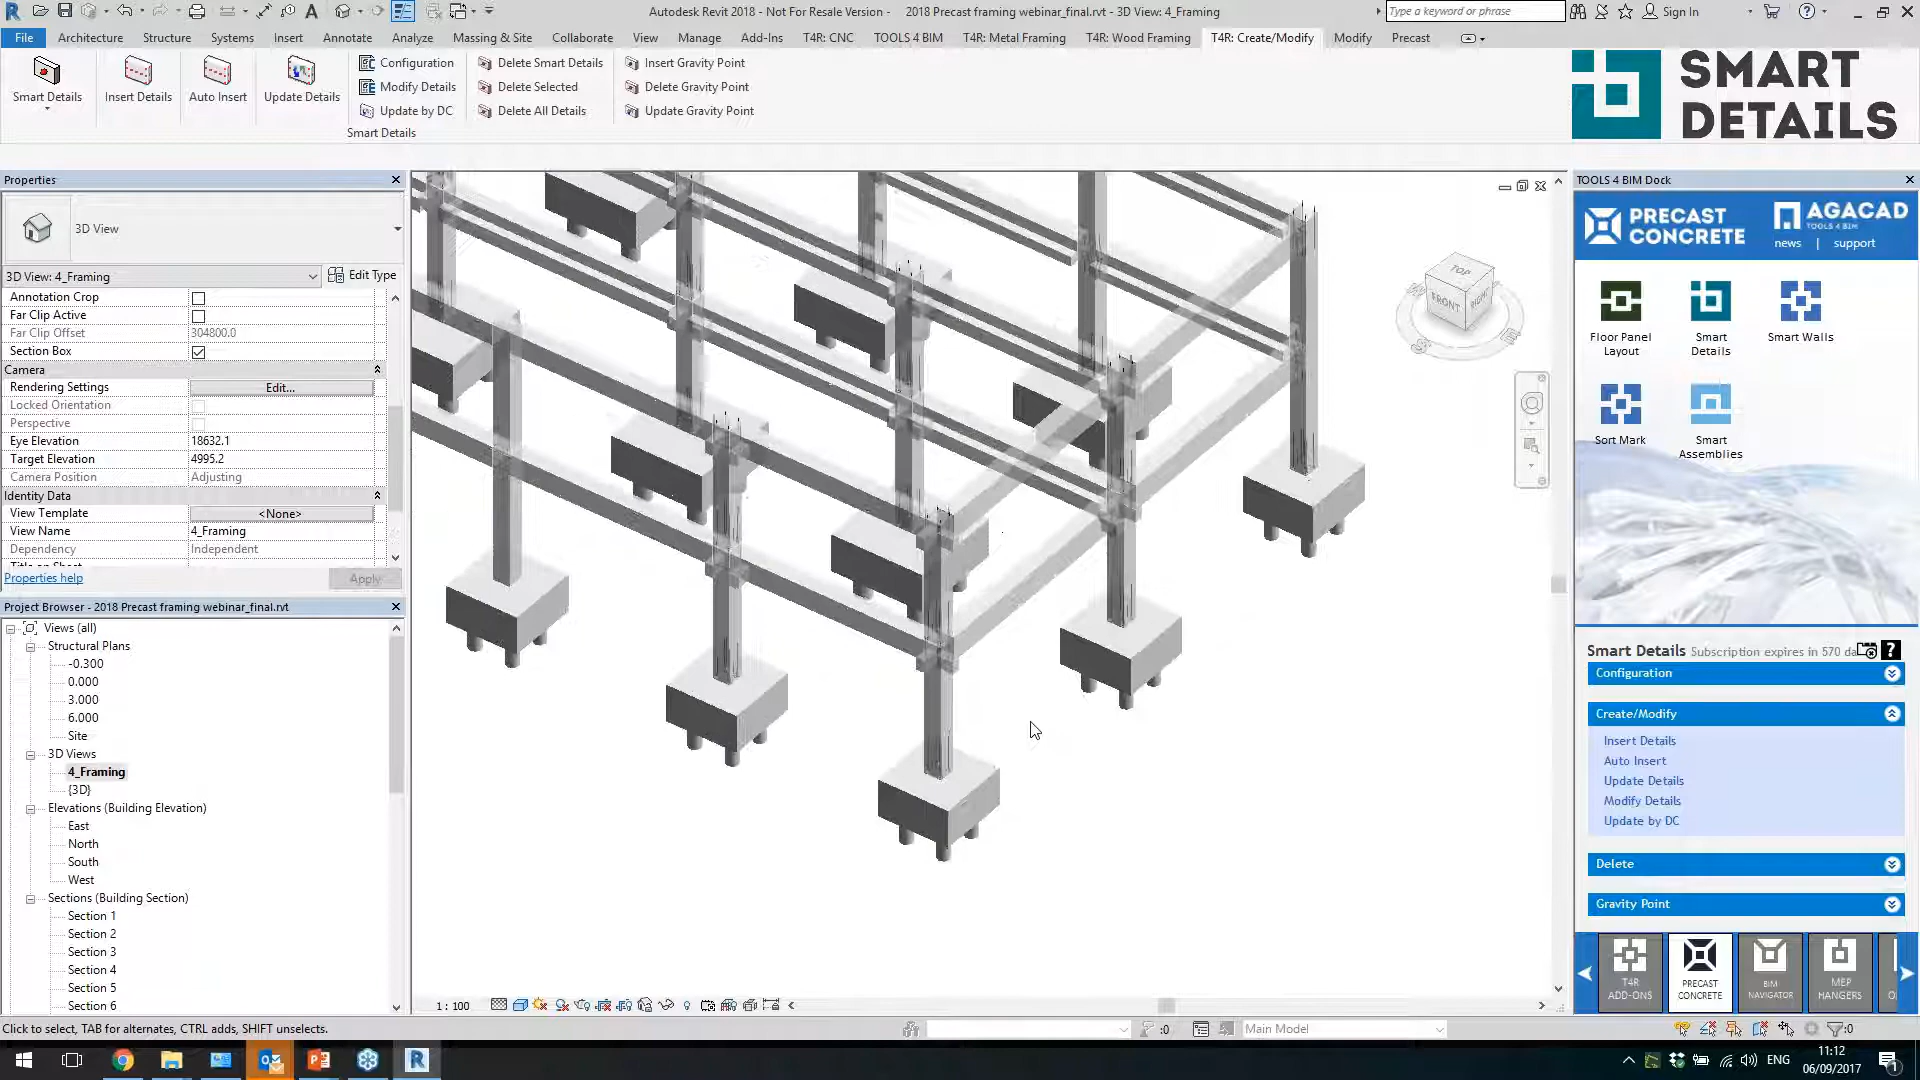 Autodesk Revit 2018 - Not For Resale Version -    2018 Precast framing webinar_final.rvt - 3D View: 4_Framing
Type a keyword or phrase
Sign In
File Architecture Structure Systems Insert Annotate Analyze Massing & Site Collaborate View Manage Add-Ins T4R: CNC TOOLS 4 BIM T4R: Metal Framing T4R: Wood Framing T4R: Create/Modify Modify Precast
Smart Details
Insert Details
Auto Insert
Update Details
Configuration
Modify Details
Update by DC
Delete Smart Details
Delete Selected
Delete All Details
Insert Gravity Point
Delete Gravity Point
Update Gravity Point
Smart Details
SMART
DETAILS
Properties
3D View
3D View: 4_Framing
Edit Type
Annotation Crop
Far Clip Active
Far Clip Offset 304800.0
Section Box
Camera
Rendering Settings Edit...
Locked Orientation
Perspective
Eye Elevation 18632.1
Target Elevation 4995.2
Camera Position Adjusting
Identity Data
View Template <None>
View Name 4_Framing
Dependency Independent
Properties help
Apply
Project Browser - 2018 Precast framing webinar_final.rvt
Views (all)
Structural Plans
-0.300
0.000
3.000
6.000
Site
3D Views
4_Framing
{3D}
Elevations (Building Elevation)
East
North
South
West
Sections (Building Section)
Section 1
Section 2
Section 3
Section 4
Section 5
Section 6
TOP
FRONT
RIGHT
S
E
1 : 100
TOOLS 4 BIM Dock
PRECAST
CONCRETE
AGACAD
TOOLS 4 BIM
news | support
Floor Panel
Layout
Smart
Details
Smart Walls
Sort Mark
Smart
Assemblies
Smart Details Subscription expires in 570 da
?
Configuration
Create/Modify
Insert Details
Auto Insert
Update Details
Modify Details
Update by DC
Delete
Gravity Point
T4R
ADD-ONS
PRECAST
CONCRETE
BIM
NAVIGATOR
MEP
HANGERS
Click to select, TAB for alternates, CTRL adds, SHIFT unselects.
:0
Main Model
:0
ENG
11:12
06/09/2017